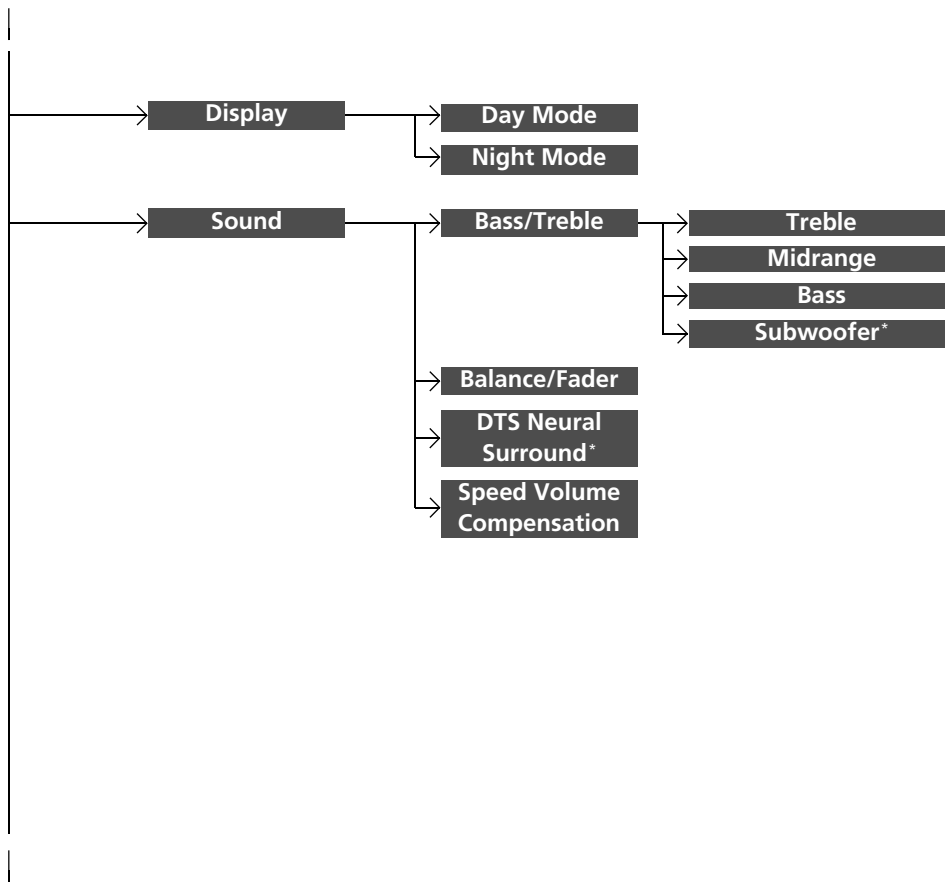 Display
Day Mode
Night Mode
Sound
Bass/Treble
Treble
Midrange
Bass
Subwoofer*
Balance/Fader
DTS Neural
Surround*
Speed Volume
Compensation